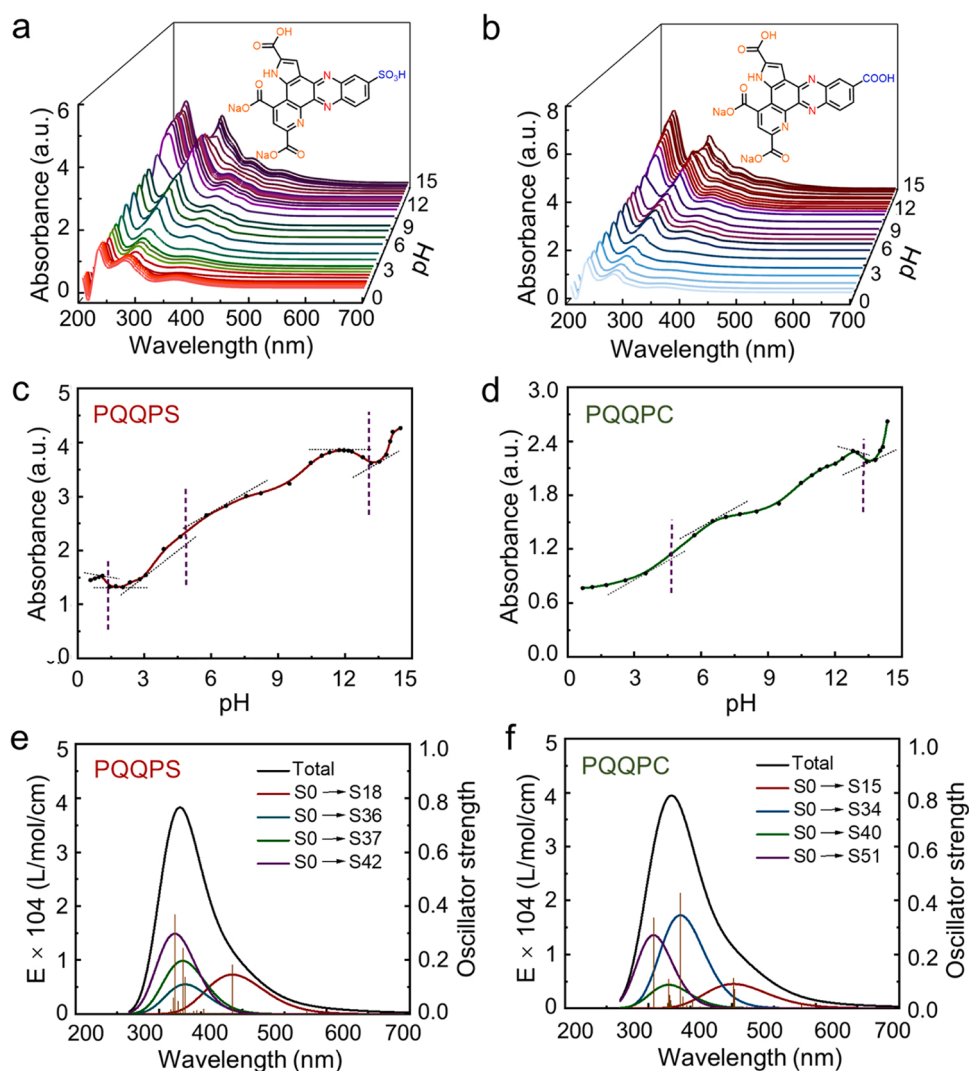 a
b
OH
O
HN
N
N
SO3H
O
NaO
N
NaO
O
OH
O
HN
N
N
COOH
O
NaO
N
NaO
O
Absorbance (a.u.)
6
4
2
0
200 300 400 500 600 700
Wavelength (nm)
0 3 6 9 12 15
pH
Absorbance (a.u.)
8
6
4
2
0
200 300 400 500 600 700
Wavelength (nm)
0 3 6 9 12 15
pH
c
PQQPS
Absorbance (a.u.)
5
4
3
2
1
0
0 3 6 9 12 15
pH
d
PQQPC
Absorbance (a.u.)
3.0
2.4
1.8
1.2
0.6
0.0
0 3 6 9 12 15
pH
e
PQQPS
Total
S0 → S18
S0 → S36
S0 → S37
S0 → S42
E × 104 (L/mol/cm)
5
4
3
2
1
0
200 300 400 500 600 700
Wavelength (nm)
1.0
0.8
0.6
0.4
0.2
0.0
Oscillator strength
f
PQQPC
Total
S0 → S15
S0 → S34
S0 → S40
S0 → S51
E × 104 (L/mol/cm)
5
4
3
2
1
0
200 300 400 500 600 700
Wavelength (nm)
1.0
0.8
0.6
0.4
0.2
0.0
Oscillator strength